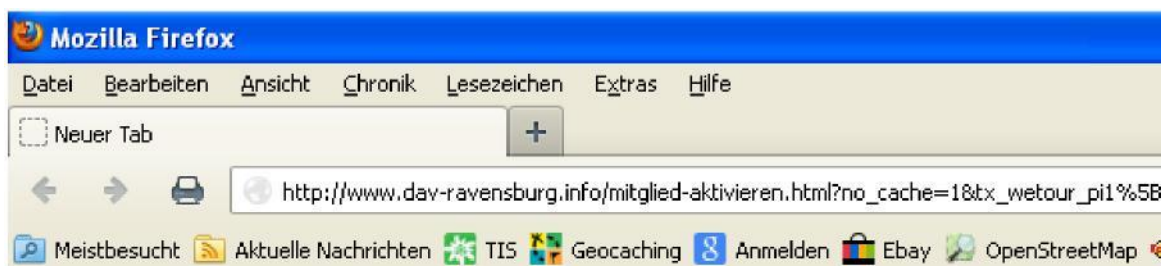 Mozilla Firefox
Datei Bearbeiten Ansicht Chronik Lesezeichen Extras Hilfe
Neuer Tab +
http://www.dav-ravensburg.info/mitglied-aktivieren.html?no_cache=1&tx_wetour_pi1%5B
Meistbesucht Aktuelle Nachrichten TIS Geocaching 8 Anmelden Ebay OpenStreetMap